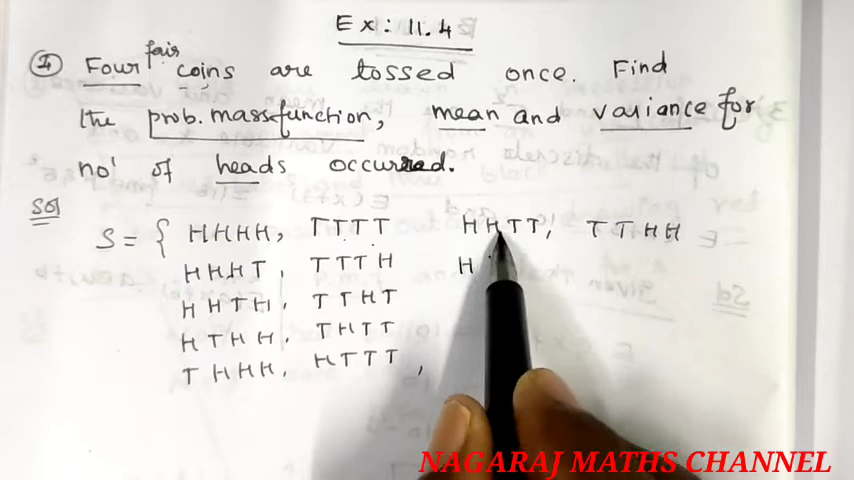 Ex: 11.4
④ Four fair coins are tossed once. Find
the prob. mass function, mean and variance for
no' of heads occurred.
Sol
S = { HHHH, TTTT HHTT, TTHH
HHHT, TTTH H
HHTH, TTHT
HTHH, THTT
THHH, HTTT,
NAGARAJ MATHS CHANNEL